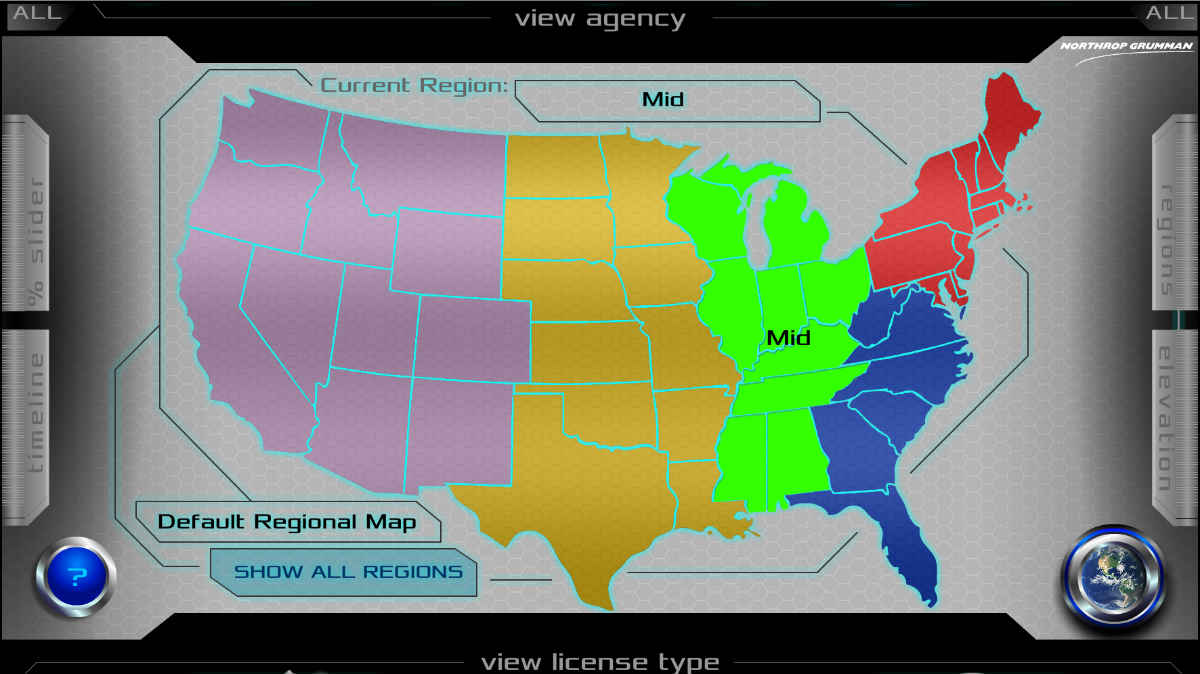 ALL
view agency
ALL
NORTHROP GRUMMAN
Current Region:
Mid
% slider
regions
Mid
timeline
elevation
Default Regional Map
SHOW ALL REGIONS
?
view license type